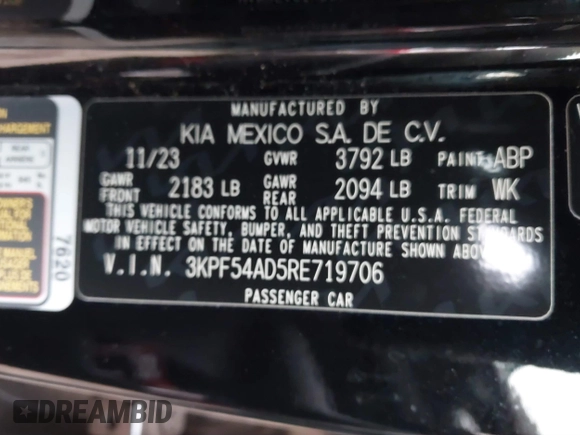 MANUFACTURED BY
KIA MEXICO S.A. DE C.V.
11/23 GVWR 3792 LB PAINT: ABP
GAWR FRONT 2183 LB GAWR REAR 2094 LB TRIM WK
THIS VEHICLE CONFORMS TO ALL APPLICABLE U.S.A. FEDERAL
MOTOR VEHICLE SAFETY, BUMPER, AND THEFT PREVENTION STANDARDS
IN EFFECT ON THE DATE OF MANUFACTURE SHOWN ABOVE
V.I.N. 3KPF54AD5RE719706
PASSENGER CAR
7620
DREAMBID